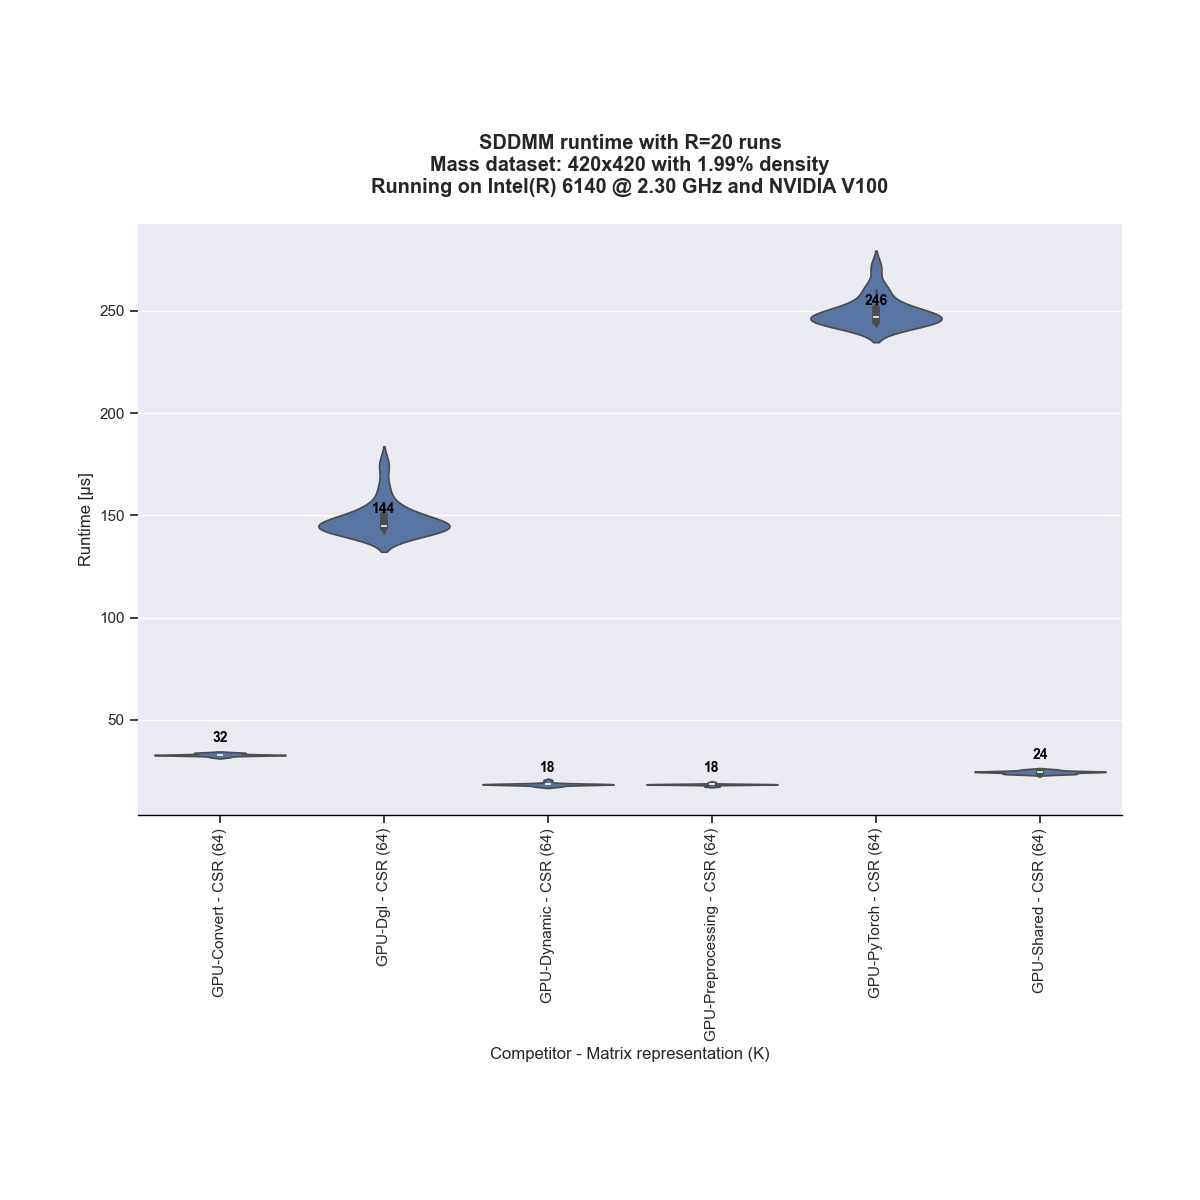 SDDMM runtime with R=20 runs
Mass dataset: 420x420 with 1.99% density
Running on Intel(R) 6140 @ 2.30 GHz and NVIDIA V100
Runtime [µs]
250
200
150
100
50
32
144
18
18
246
24
GPU-Convert - CSR (64)
GPU-Dgl - CSR (64)
GPU-Dynamic - CSR (64)
GPU-Preprocessing - CSR (64)
GPU-PyTorch - CSR (64)
GPU-Shared - CSR (64)
Competitor - Matrix representation (K)